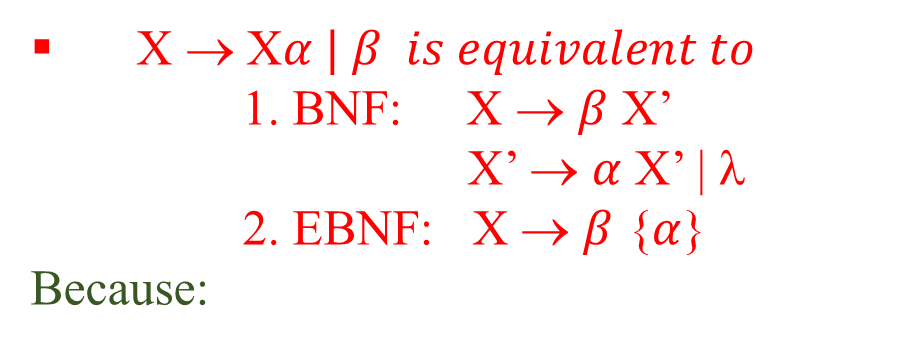 ▪ X → Xα | β is equivalent to
1. BNF: X → β X’
X’ → α X’ | λ
2. EBNF: X → β {α}
Because: